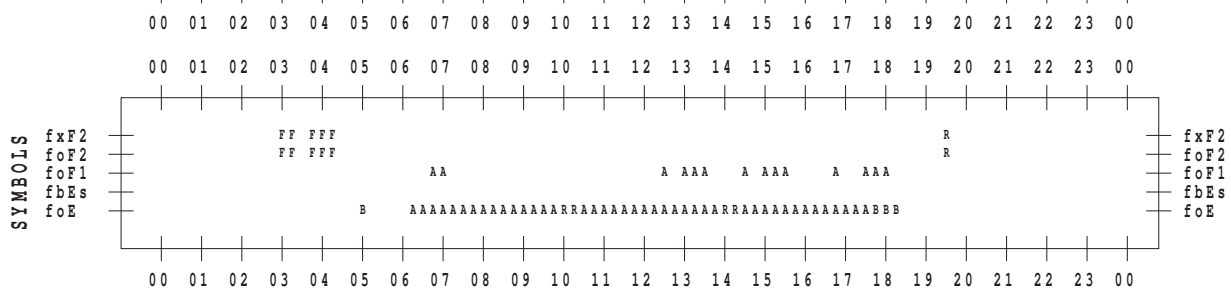 00 01 02 03 04 05 06 07 08 09 10 11 12 13 14 15 16 17 18 19 20 21 22 23 00
00 01 02 03 04 05 06 07 08 09 10 11 12 13 14 15 16 17 18 19 20 21 22 23 00
SYMBOLS
fxF2 FF FFF R fxF2
foF2 FF FFF R foF2
foF1 AA A AAA A AAA A AAA foF1
fbEs fbEs
foE B AAAAAAAAAAAAAAARRAAAAAAAAAAAAAARRAAAAAAAAAAAAABBB foE
00 01 02 03 04 05 06 07 08 09 10 11 12 13 14 15 16 17 18 19 20 21 22 23 00